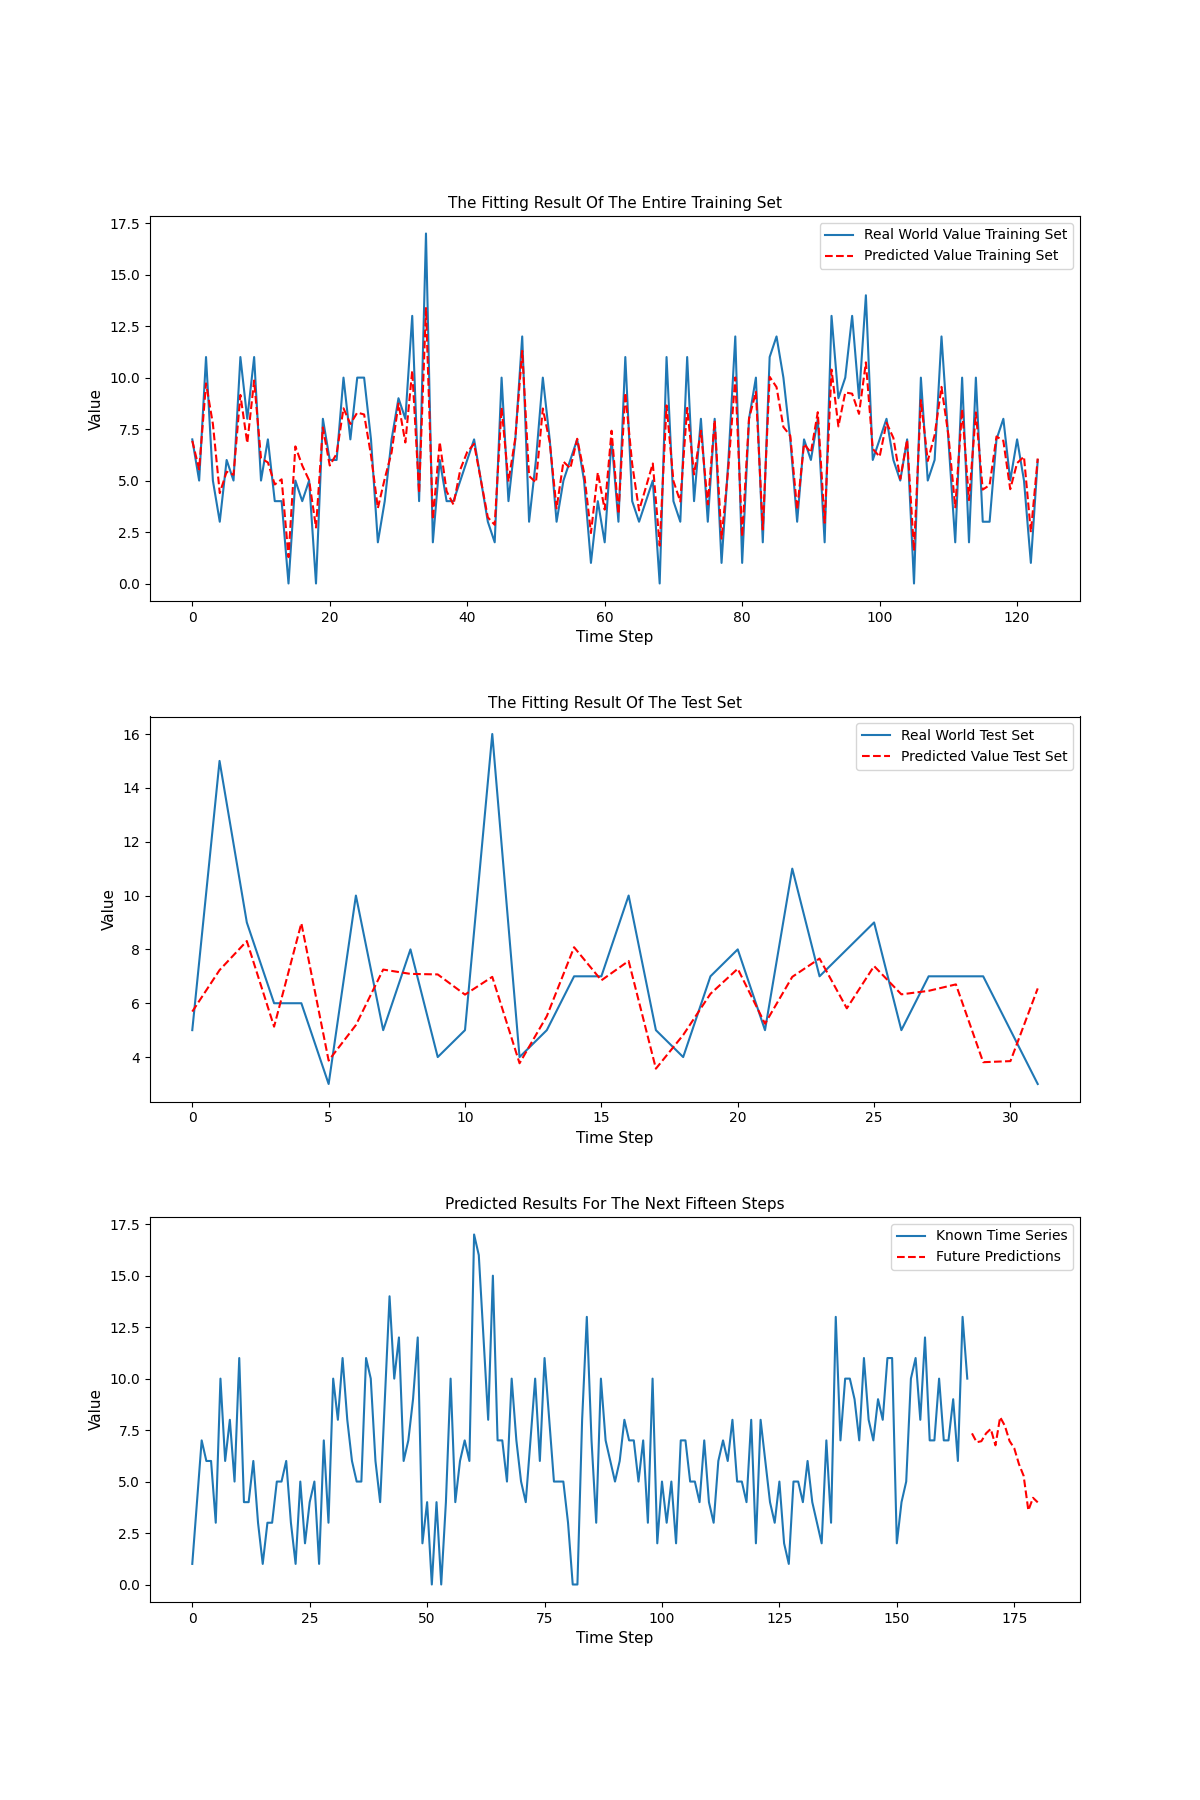 The Fitting Result Of The Entire Training Set
17.5
15.0
12.5
10.0
7.5
5.0
2.5
0.0
Value
Real World Value Training Set
Predicted Value Training Set
0 20 40 60 80 100 120
Time Step
The Fitting Result Of The Test Set
16
14
12
10
8
6
4
Value
Real World Test Set
Predicted Value Test Set
0 5 10 15 20 25 30
Time Step
Predicted Results For The Next Fifteen Steps
17.5
15.0
12.5
10.0
7.5
5.0
2.5
0.0
Value
Known Time Series
Future Predictions
0 25 50 75 100 125 150 175
Time Step